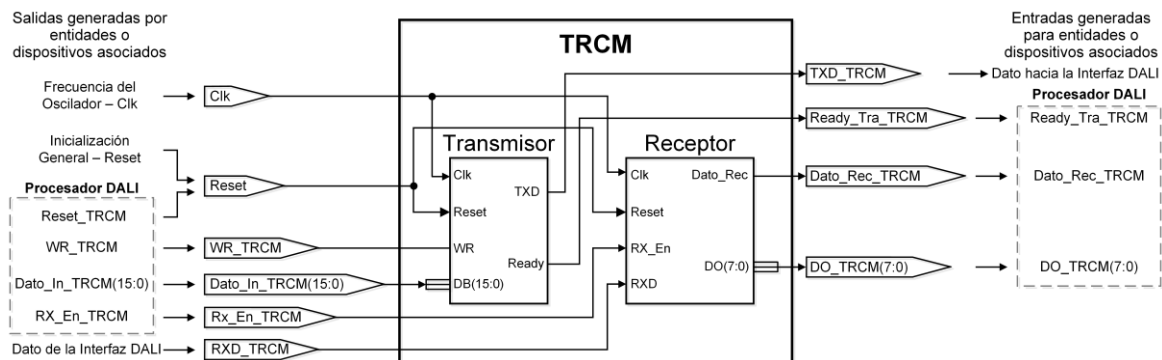 Salidas generadas por
entidades o
dispositivos asociados
Frecuencia del
Oscilador – Clk
Inicialización
General – Reset
Procesador DALI
Reset_TRCM
WR_TRCM
Dato_In_TRCM(15:0)
RX_En_TRCM
Dato de la Interfaz DALI
Clk
Reset
WR_TRCM
Dato_In_TRCM(15:0)
Rx_En_TRCM
RXD_TRCM
TRCM
Transmisor
Clk
TXD
Reset
WR
Ready
DB(15:0)
Receptor
Clk
Dato_Rec
Reset
RX_En
DO(7:0)
RXD
TXD_TRCM
Ready_Tra_TRCM
Dato_Rec_TRCM
DO_TRCM(7:0)
Entradas generadas
para entidades o
dispositivos asociados
Dato hacia la Interfaz DALI
Procesador DALI
Ready_Tra_TRCM
Dato_Rec_TRCM
DO_TRCM(7:0)